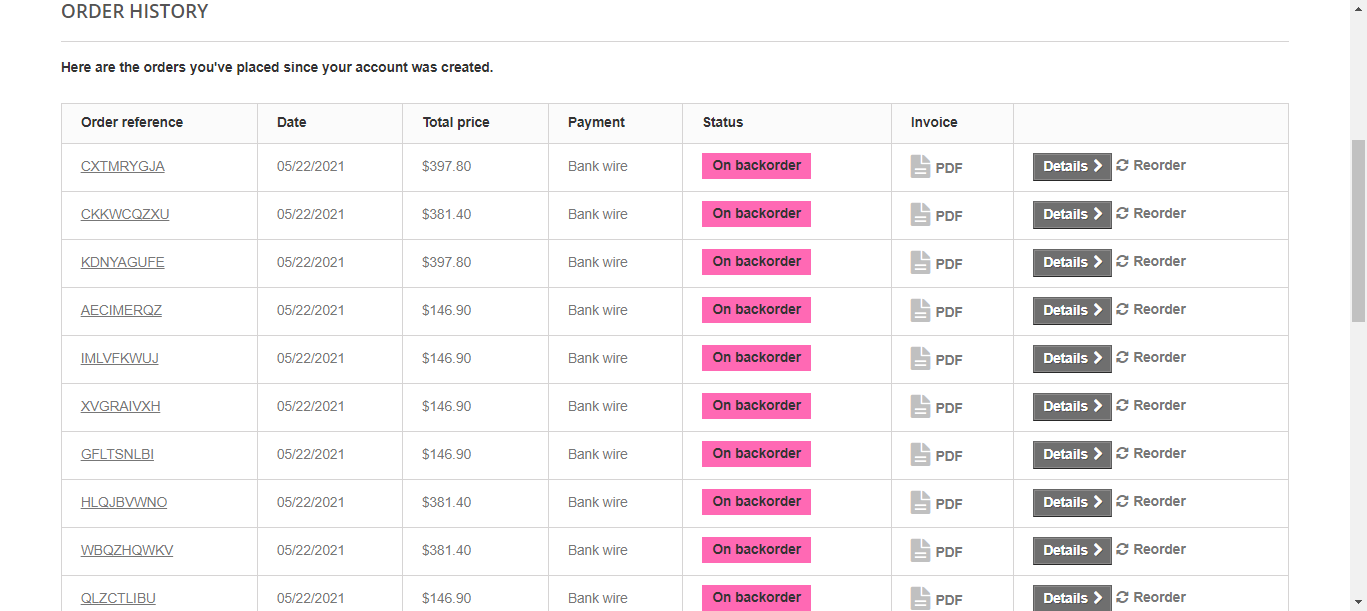 ORDER HISTORY
Here are the orders you've placed since your account was created.
Order reference Date Total price Payment Status Invoice
CXTMRYGJA 05/22/2021 $397.80 Bank wire On backorder PDF Details Reorder
CKKWCQZXU 05/22/2021 $381.40 Bank wire On backorder PDF Details Reorder
KDNYAGUFE 05/22/2021 $397.80 Bank wire On backorder PDF Details Reorder
AECIMERQZ 05/22/2021 $146.90 Bank wire On backorder PDF Details Reorder
IMLVFKWUJ 05/22/2021 $146.90 Bank wire On backorder PDF Details Reorder
XVGRAIVXH 05/22/2021 $146.90 Bank wire On backorder PDF Details Reorder
GFLTSNLBI 05/22/2021 $146.90 Bank wire On backorder PDF Details Reorder
HLQJBVWNO 05/22/2021 $381.40 Bank wire On backorder PDF Details Reorder
WBQZHQWKV 05/22/2021 $381.40 Bank wire On backorder PDF Details Reorder
QLZCTLIBU 05/22/2021 $146.90 Bank wire On backorder PDF Details Reorder